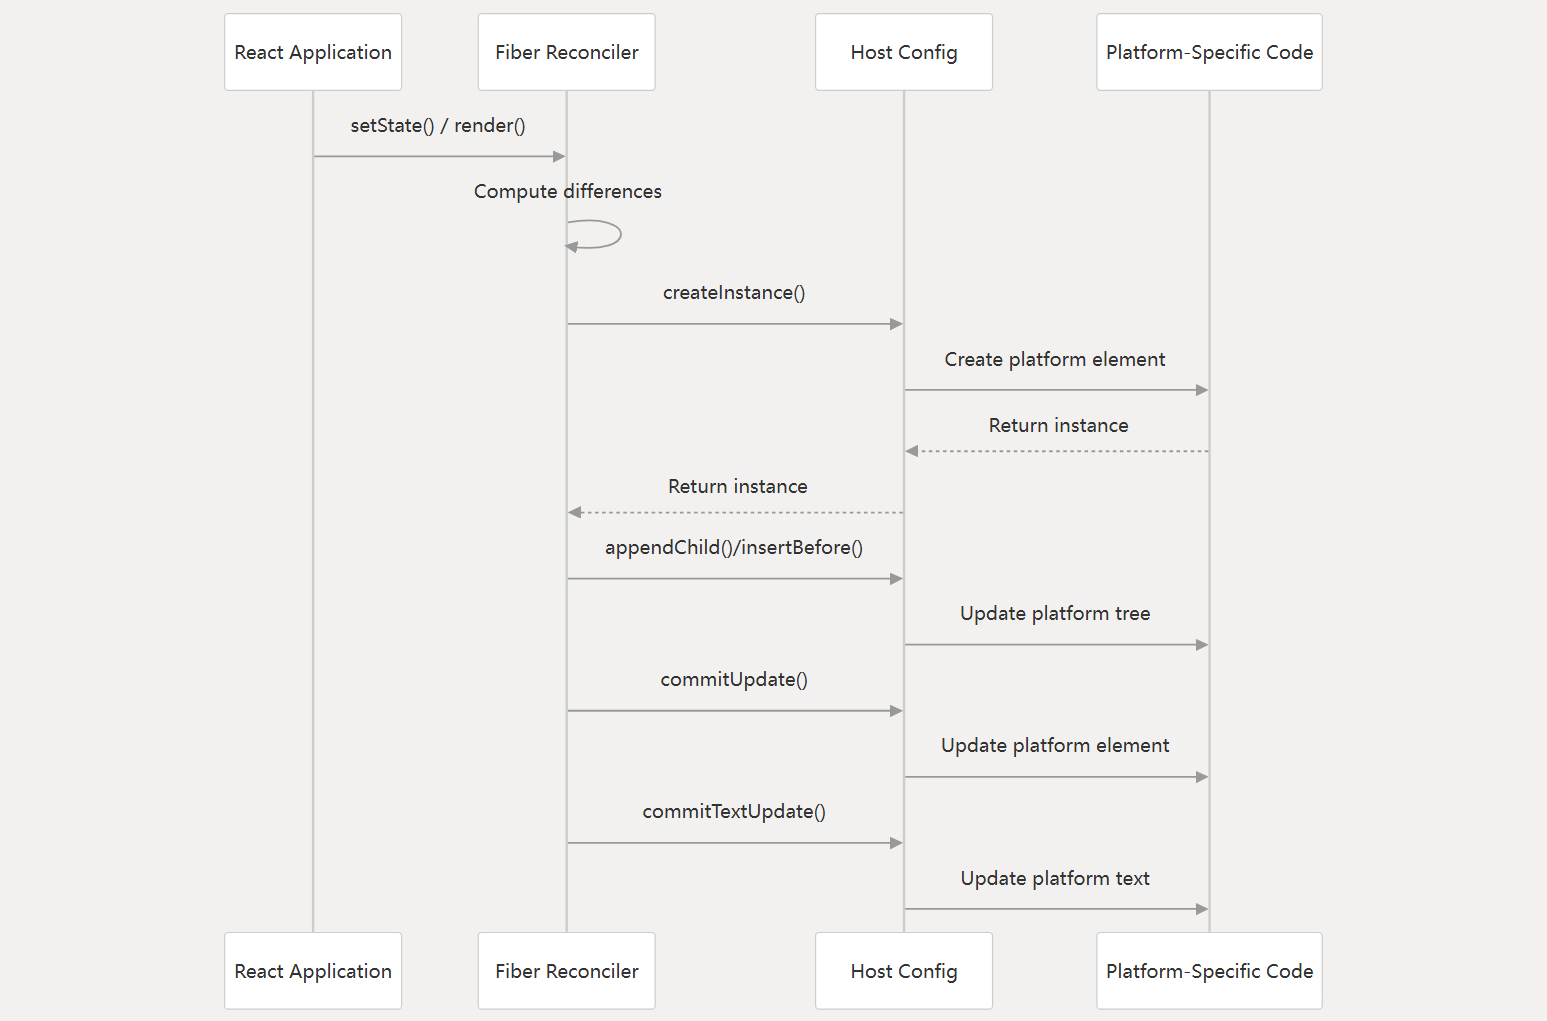 React Application
Fiber Reconciler
Host Config
Platform-Specific Code
setState() / render()
Compute differences
createInstance()
Create platform element
Return instance
Return instance
appendChild()/insertBefore()
Update platform tree
commitUpdate()
Update platform element
commitTextUpdate()
Update platform text
React Application
Fiber Reconciler
Host Config
Platform-Specific Code